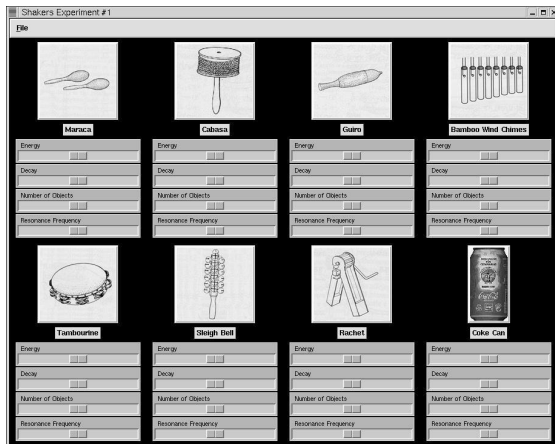 Shakers Experiment #1
File
Maraca
Cabasa
Guiro
Bamboo Wind Chimes
Energy
Energy
Energy
Energy
Decay
Decay
Decay
Decay
Number of Objects
Number of Objects
Number of Objects
Number of Objects
Resonance Frequency
Resonance Frequency
Resonance Frequency
Resonance Frequency
Tambourine
Sleigh Bell
Rachet
Coke Can
Energy
Energy
Energy
Energy
Decay
Decay
Decay
Decay
Number of Objects
Number of Objects
Number of Objects
Number of Objects
Resonance Frequency
Resonance Frequency
Resonance Frequency
Resonance Frequency